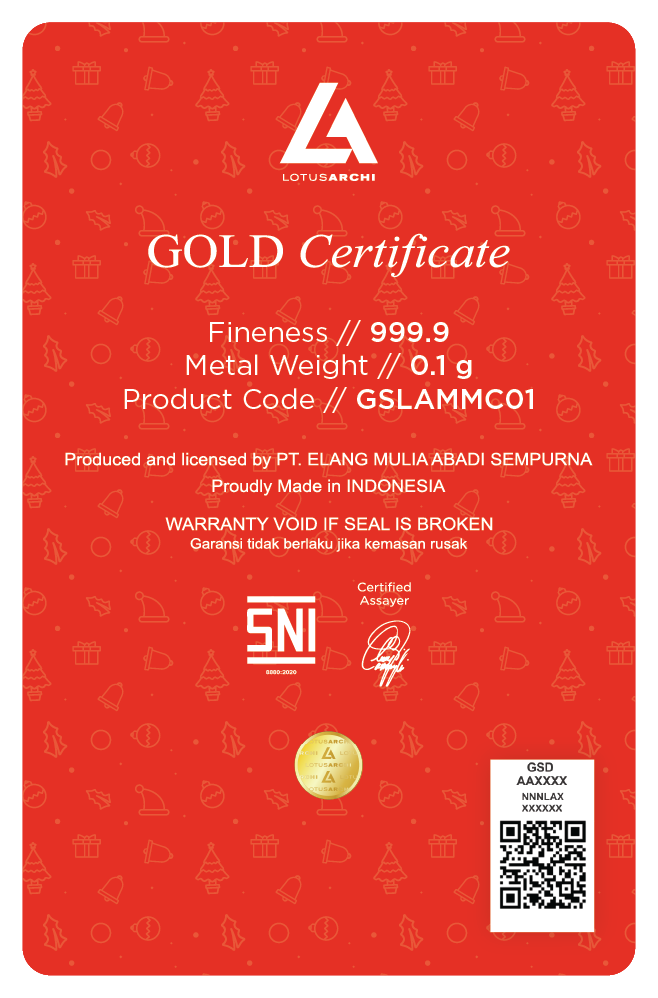 LOTUSARCHI
GOLD Certificate
Fineness // 999.9
Metal Weight // 0.1 g
Product Code // GSLAMMC01
Produced and licensed by PT. ELANG MULIA ABADI SEMPURNA
Proudly Made in INDONESIA
WARRANTY VOID IF SEAL IS BROKEN
Garansi tidak berlaku jika kemasan rusak
Certified
Assayer
SNI
8880:2020
LOTUSARCHI
GSD
AAXXXX
NNNLAX
XXXXXX